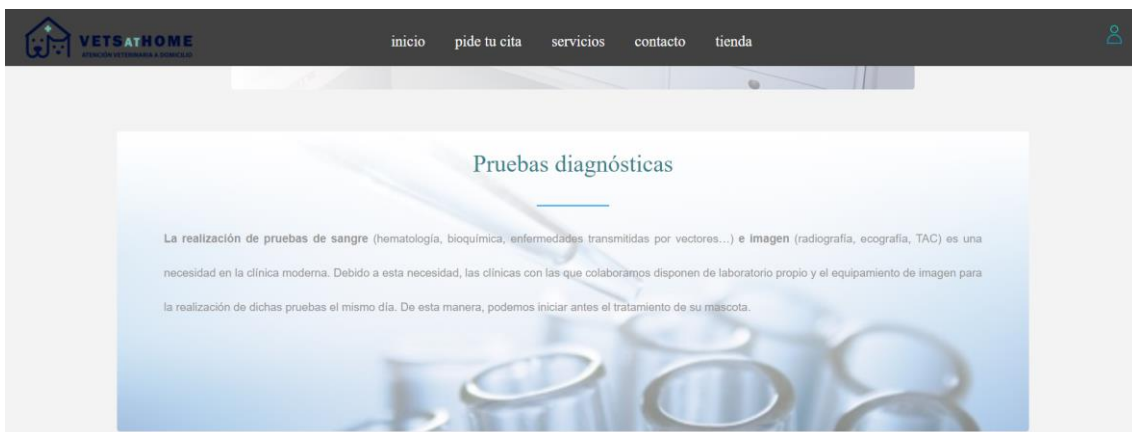 VETSATHOME
ATENCIÓN VETERINARIA A DOMICILIO
inicio pide tu cita servicios contacto tienda
Pruebas diagnósticas
La realización de pruebas de sangre (hematología, bioquímica, enfermedades transmitidas por vectores...) e imagen (radiografía, ecografía, TAC) es una
necesidad en la clínica moderna. Debido a esta necesidad, las clínicas con las que colaboramos disponen de laboratorio propio y el equipamiento de imagen para
la realización de dichas pruebas el mismo día. De esta manera, podemos iniciar antes el tratamiento de su mascota.